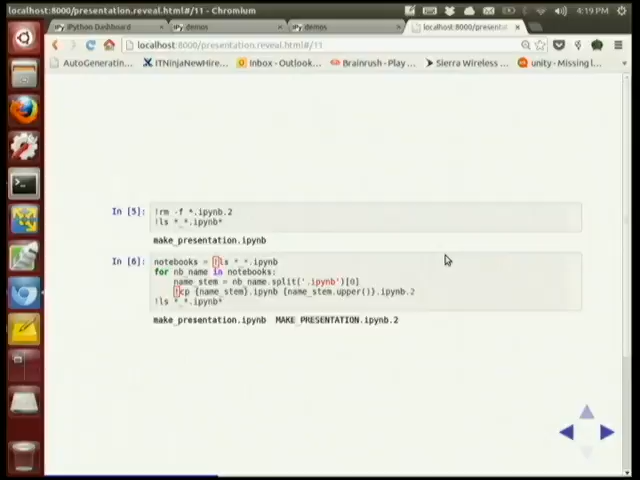 localhost:8000/presentation.reveal.html#/11 - Chromium
4:19 PM
IPython Dashboard
demos
demos
localhost:8000/presenta
localhost:8000/presentation.reveal.html#/11
AutoGeneratin...
ITNinjaNewHire...
Inbox - Outlook...
Brainrush - Play ...
Sierra Wireless ...
unity - Missing l...
In [5]:
!rm -f *.ipynb.2
!ls *_*.ipynb*
make_presentation.ipynb
In [6]:
notebooks = !ls *_*.ipynb
for nb_name in notebooks:
name_stem = nb_name.split('.ipynb')[0]
!cp {name_stem}.ipynb {name_stem.upper()}.ipynb.2
!ls *_*.ipynb*
make_presentation.ipynb MAKE_PRESENTATION.ipynb.2